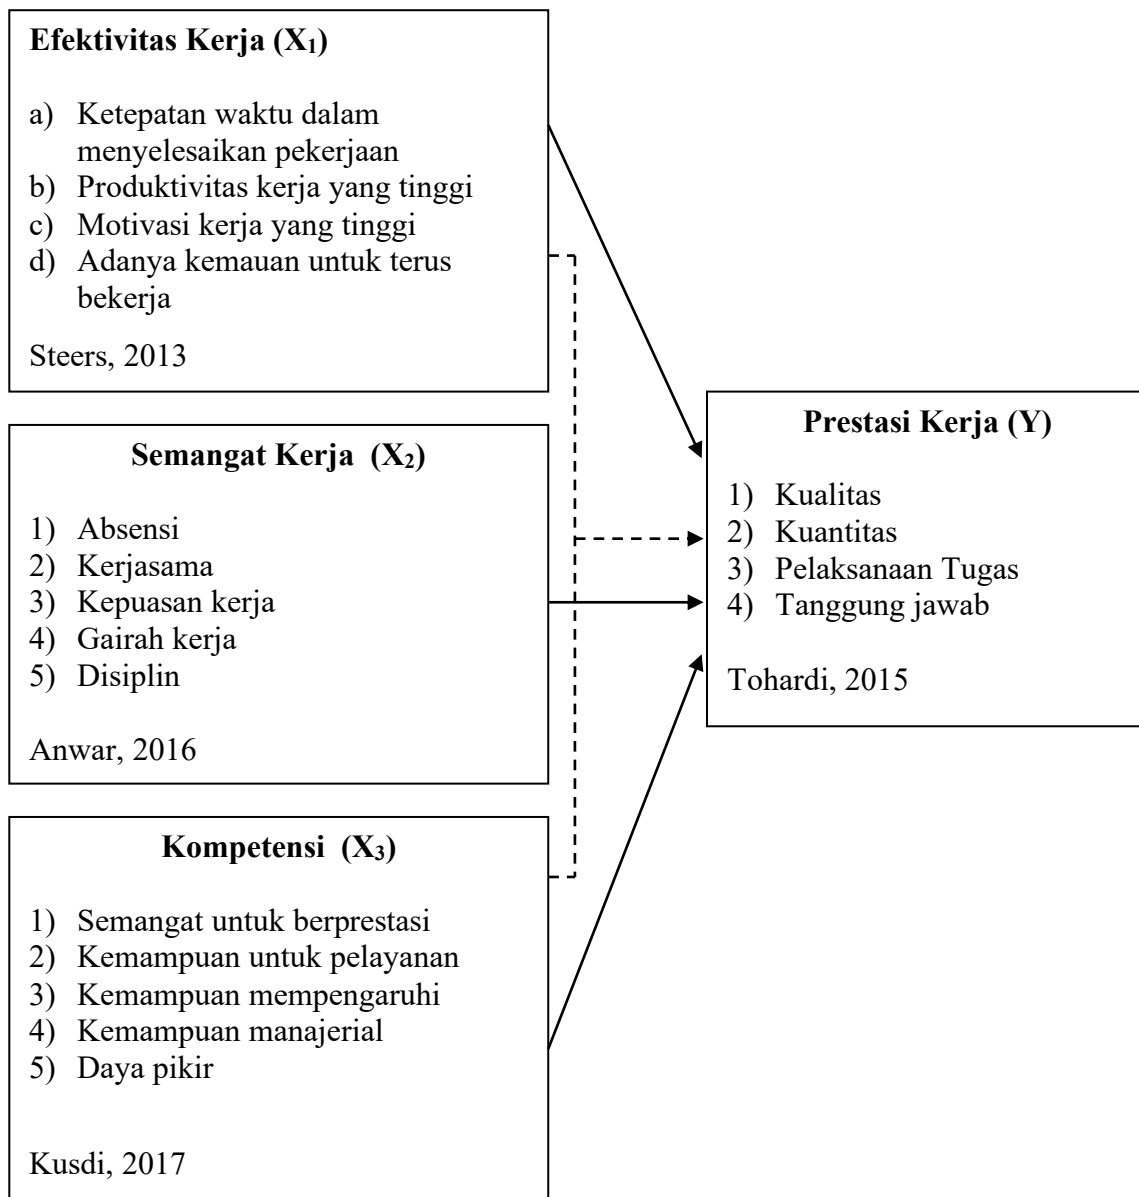 Efektivitas Kerja (X₁)
a) Ketepatan waktu dalam
menyelesaikan pekerjaan
b) Produktivitas kerja yang tinggi
c) Motivasi kerja yang tinggi
d) Adanya kemauan untuk terus
bekerja
Steers, 2013
Semangat Kerja (X₂)
1) Absensi
2) Kerjasama
3) Kepuasan kerja
4) Gairah kerja
5) Disiplin
Anwar, 2016
Kompetensi (X₃)
1) Semangat untuk berprestasi
2) Kemampuan untuk pelayanan
3) Kemampuan mempengaruhi
4) Kemampuan manajerial
5) Daya pikir
Kusdi, 2017
Prestasi Kerja (Y)
1) Kualitas
2) Kuantitas
3) Pelaksanaan Tugas
4) Tanggung jawab
Tohardi, 2015